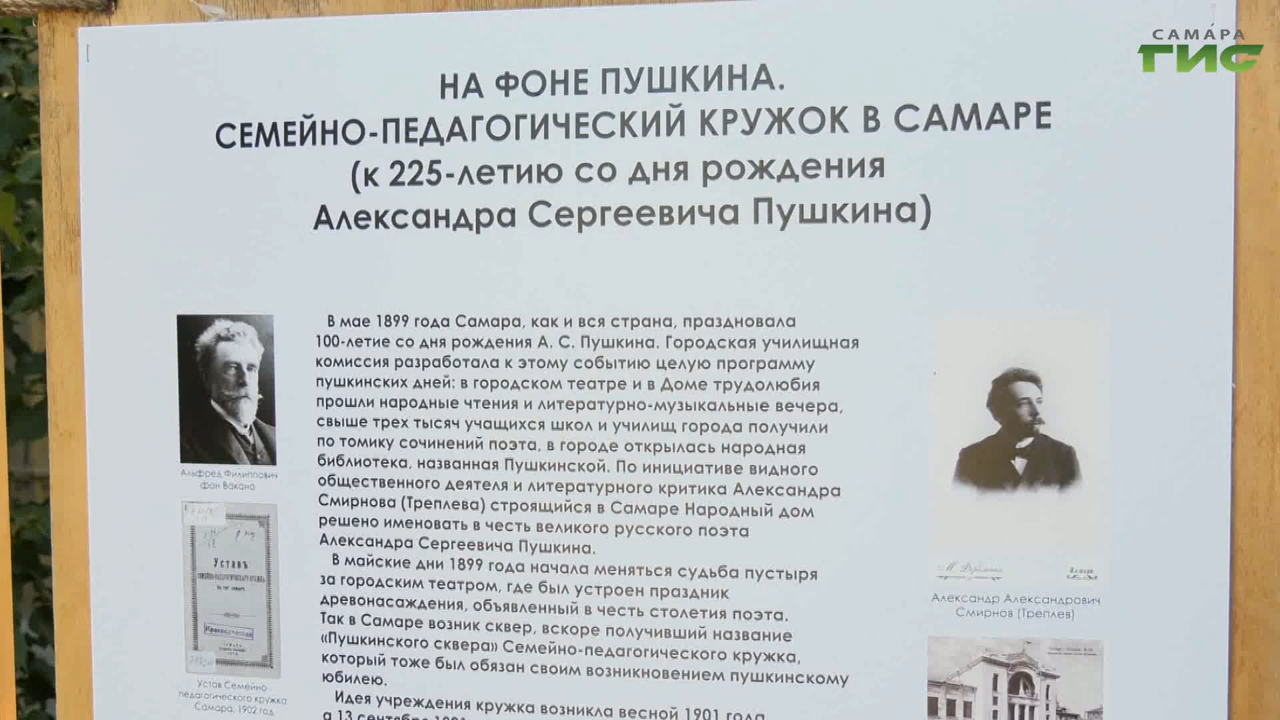 САМАРА
ГИС
НА ФОНЕ ПУШКИНА.
СЕМЕЙНО-ПЕДАГОГИЧЕСКИЙ КРУЖОК В САМАРЕ
(к 225-летию со дня рождения
Александра Сергеевича Пушкина)
В мае 1899 года Самара, как и вся страна, праздновала
100-летие со дня рождения А. С. Пушкина. Городская училищная
комиссия разработала к этому событию целую программу
пушкинских дней: в городском театре и в Доме трудолюбия
прошли народные чтения и литературно-музыкальные вечера,
свыше трех тысяч учащихся школ и училищ города получили
по томику сочинений поэта, в городе открылась народная
библиотека, названная Пушкинской. По инициативе видного
общественного деятеля и литературного критика Александра
Смирнова (Треплева) строящийся в Самаре Народный дом
решено именовать в честь великого русского поэта
Александра Сергеевича Пушкина.
В майские дни 1899 года начала меняться судьба пустыря
за городским театром, где был устроен праздник
древонасаждения, объявленный в честь столетия поэта.
Так в Самаре возник сквер, вскоре получивший название
«Пушкинского сквера» Семейно-педагогического кружка,
который тоже был обязан своим возникновением пушкинскому
юбилею.
Идея учреждения кружка возникла весной 1901 года,
а 13 сентября
Альфред Филиппович
фон Вакано
Уставъ
Устав Семейно-
педагогического кружка
Самара, 1902 год
Александр Александрович
Смирнов (Треплев)